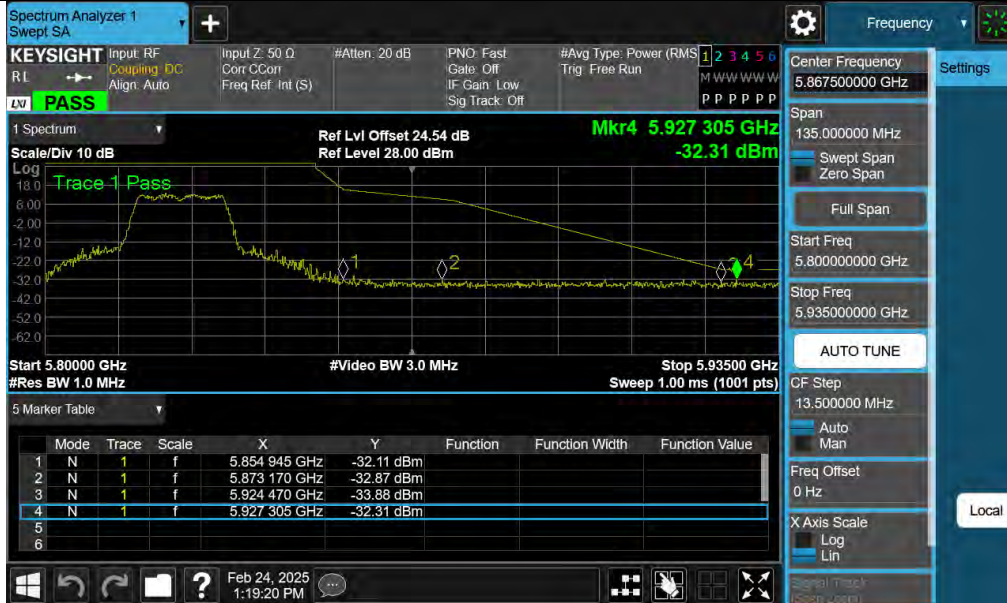 Spectrum Analyzer 1
Swept SA
Frequency
KEYSIGHT
RL
LXI
PASS
Input: RF
Coupling: DC
Align: Auto
Input Z: 50 Ω
Corr CCorr
Freq Ref: Int (S)
#Atten: 20 dB
PNO: Fast
Gate: Off
IF Gain: Low
Sig Track: Off
#Avg Type: Power (RMS
Trig: Free Run
1 2 3 4 5 6
M W W W W W
P P P P P P
1 Spectrum
Scale/Div 10 dB
Ref Lvl Offset 24.54 dB
Ref Level 28.00 dBm
Mkr4 5.927 305 GHz
-32.31 dBm
Log
Trace 1 Pass
18.0
8.00
-2.00
-12.0
-22.0
-32.0
-42.0
-52.0
-62.0
1
2
4
Start 5.80000 GHz
#Video BW 3.0 MHz
Stop 5.93500 GHz
#Res BW 1.0 MHz
Sweep 1.00 ms (1001 pts)
5 Marker Table
Mode Trace Scale X Y Function Function Width Function Value
1 N 1 f 5.854 945 GHz -32.11 dBm
2 N 1 f 5.873 170 GHz -32.87 dBm
3 N 1 f 5.924 470 GHz -33.88 dBm
4 N 1 f 5.927 305 GHz -32.31 dBm
5
6
Feb 24, 2025
1:19:20 PM
Center Frequency
5.867500000 GHz
Span
135.000000 MHz
Swept Span
Zero Span
Full Span
Start Freq
5.800000000 GHz
Stop Freq
5.935000000 GHz
AUTO TUNE
CF Step
13.500000 MHz
Auto
Man
Freq Offset
0 Hz
X Axis Scale
Log
Lin
Signal Track
(Span Zoom)
Settings
Local